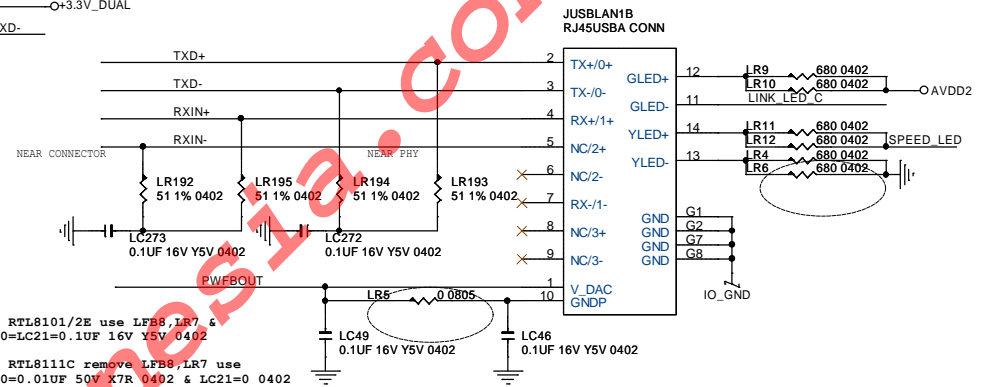 +3.3V_DUAL
XD-
JUSBLAN1B
RJ45USBA CONN
TXD+
2
TX+/0+
TXD-
3
TX-/0-
RXIN+
4
RX+/1+
RXIN-
5
NC/2+
6
NC/2-
7
RX-/1-
8
NC/3+
9
NC/3-
1
V_DAC
10
GNDP
GLED+
12
GLED-
11
YLED+
14
YLED-
13
GND
G1
GND
G2
GND
G7
GND
G8
IO_GND
LR9
680 0402
LR10
680 0402
AVDD2
LINK_LED_C
LR11
680 0402
LR12
680 0402
SPEED_LED
LR4
680 0402
LR6
680 0402
NEAR CONNECTOR
NEAR PHY
LR192
51 1% 0402
LR195
51 1% 0402
LR194
51 1% 0402
LR193
51 1% 0402
LC273
0.1UF 16V Y5V 0402
LC272
0.1UF 16V Y5V 0402
PWFBOUT
LR5
0 0805
LC49
0.1UF 16V Y5V 0402
LC46
0.1UF 16V Y5V 0402
RTL8101/2E use LFB8,LR7 &
0=LC21=0.1UF 16V Y5V 0402
RTL8111C remove LFB8,LR7 use
0=0.01UF 50V X7R 0402 & LC21=0 0402
nesia.co